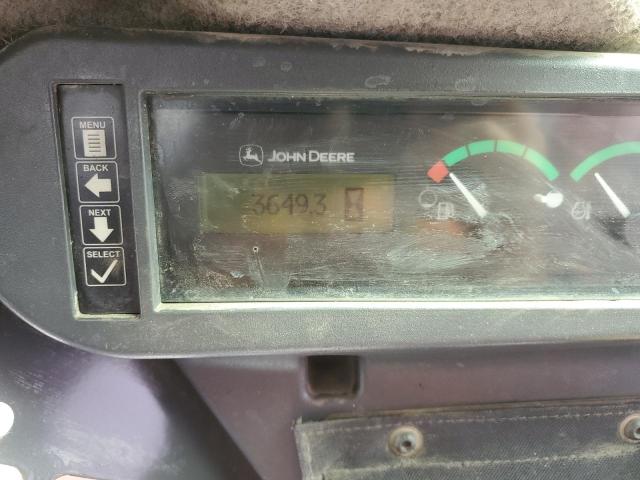 MENU
BACK
NEXT
SELECT
JOHN DEERE
3649.3